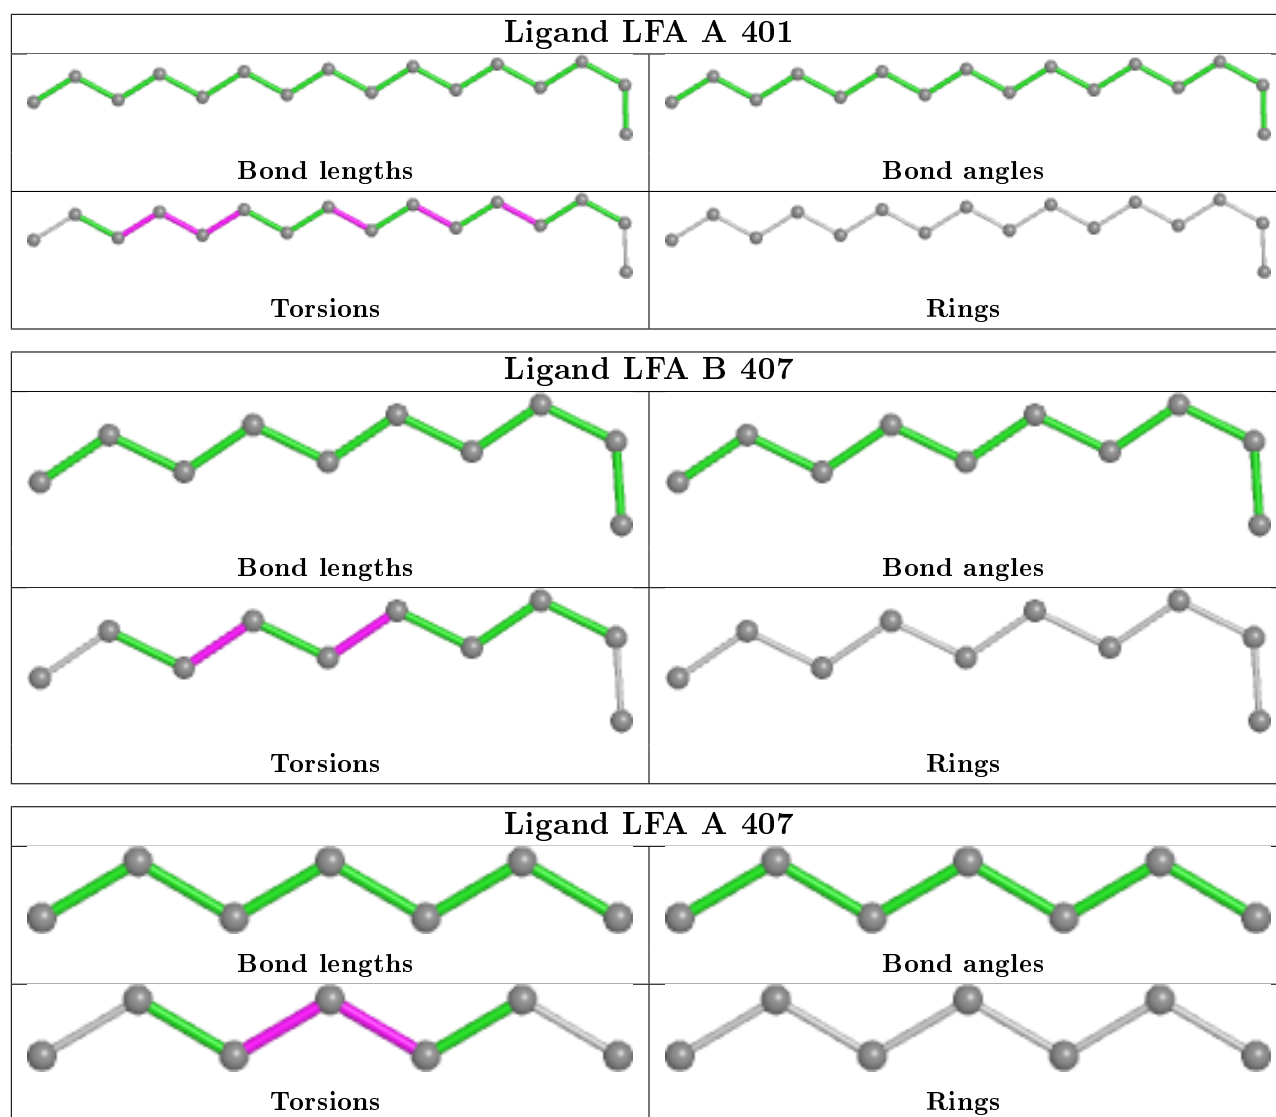 Ligand LFA A 401
Bond lengths
Bond angles
Torsions
Rings
Ligand LFA B 407
Bond lengths
Bond angles
Torsions
Rings
Ligand LFA A 407
Bond lengths
Bond angles
Torsions
Rings